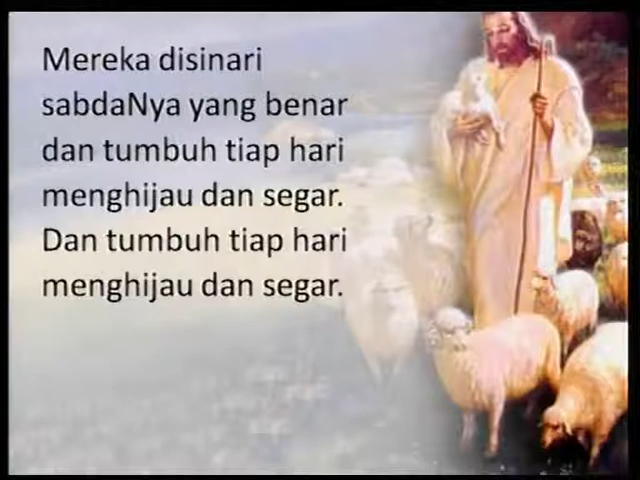 Mereka disinari
sabdaNya yang benar
dan tumbuh tiap hari
menghijau dan segar.
Dan tumbuh tiap hari
menghijau dan segar.